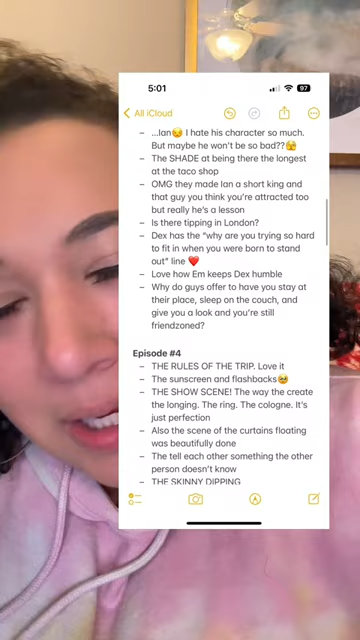 5:01
97
All iCloud
– ...Ian😒 I hate his character so much.
But maybe he won't be so bad??🫣
– The SHADE at being there the longest
at the taco shop
– OMG they made Ian a short king and
that guy you think you're attracted too
but really he's a lesson
– Is there tipping in London?
– Dex has the "why are you trying so hard
to fit in when you were born to stand
out" line ❤️
– Love how Em keeps Dex humble
– Why do guys offer to have you stay at
their place, sleep on the couch, and
give you a look and you're still
friendzoned?
Episode #4
– THE RULES OF THE TRIP. Love it
– The sunscreen and flashbacks🥹
– THE SHOW SCENE! The way the create
the longing. The ring. The cologne. It's
just perfection
– Also the scene of the curtains floating
was beautifully done
– The tell each other something the other
person doesn't know
– THE SKINNY DIPPING